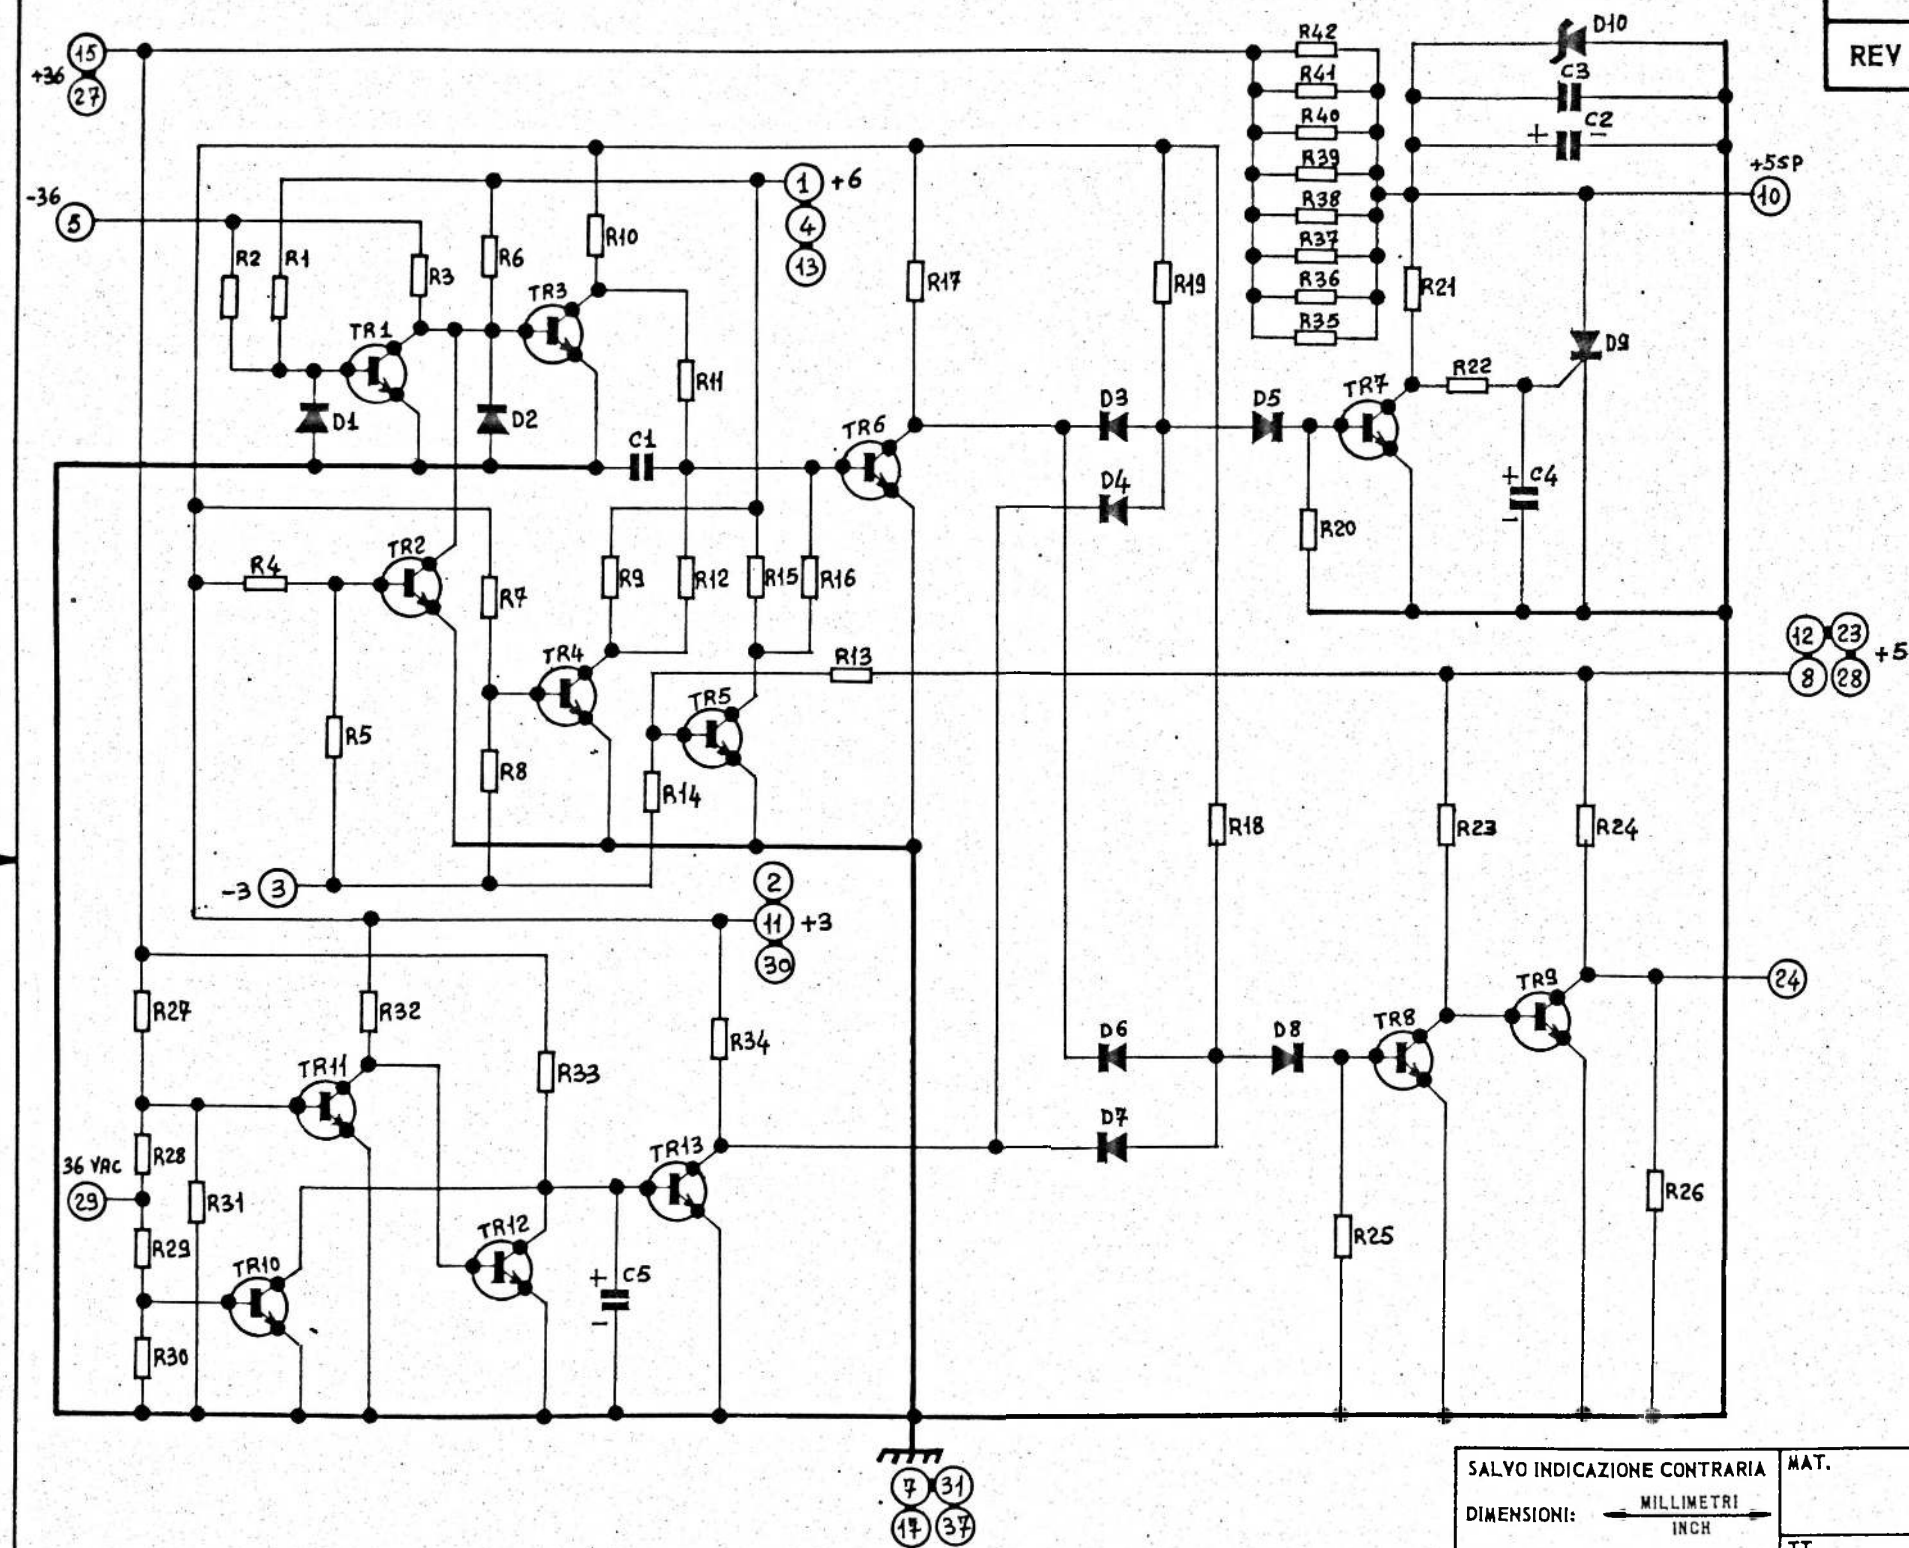 REV
15
+36
27
-36
5
R42
R41
R40
R39
R38
R37
R36
R35
D10
C3
C2
+ -
+5SP
10
1 +6
4
13
R2
R1
R3
R6
R10
R17
R19
R21
TR1
TR3
R11
D1
D2
C1
TR6
D3
D4
D5
TR7
R22
D9
+ C4
-
R20
R4
TR2
R7
R9
R12
R15
R16
TR4
TR5
R13
R5
R8
R14
12 23
+5
8 28
R18
R23
R24
-3 3
2
11 +3
30
R27
R32
R33
R34
TR11
D6
D7
D8
TR8
TR9
24
R28
36 VAC
29
R31
R29
TR10
R30
TR12
TR13
+ C5
-
R25
R26
7 31
17 37
SALVO INDICAZIONE CONTRARIA
DIMENSIONI:
MILLIMETRI
INCH
MAT.
TT.